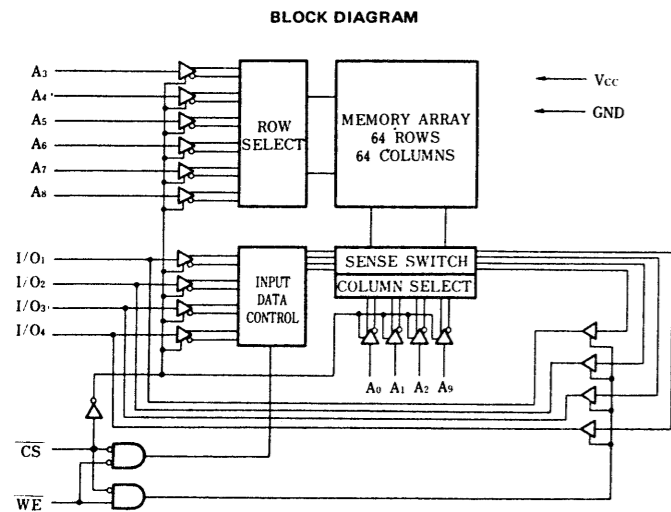 BLOCK DIAGRAM
A3
A4
A5
A6
A7
A8
ROW
SELECT
MEMORY ARRAY
64 ROWS
64 COLUMNS
VCC
GND
I/O1
I/O2
I/O3
I/O4
INPUT
DATA
CONTROL
SENSE SWITCH
COLUMN SELECT
A0 A1 A2 A9
CS
WE